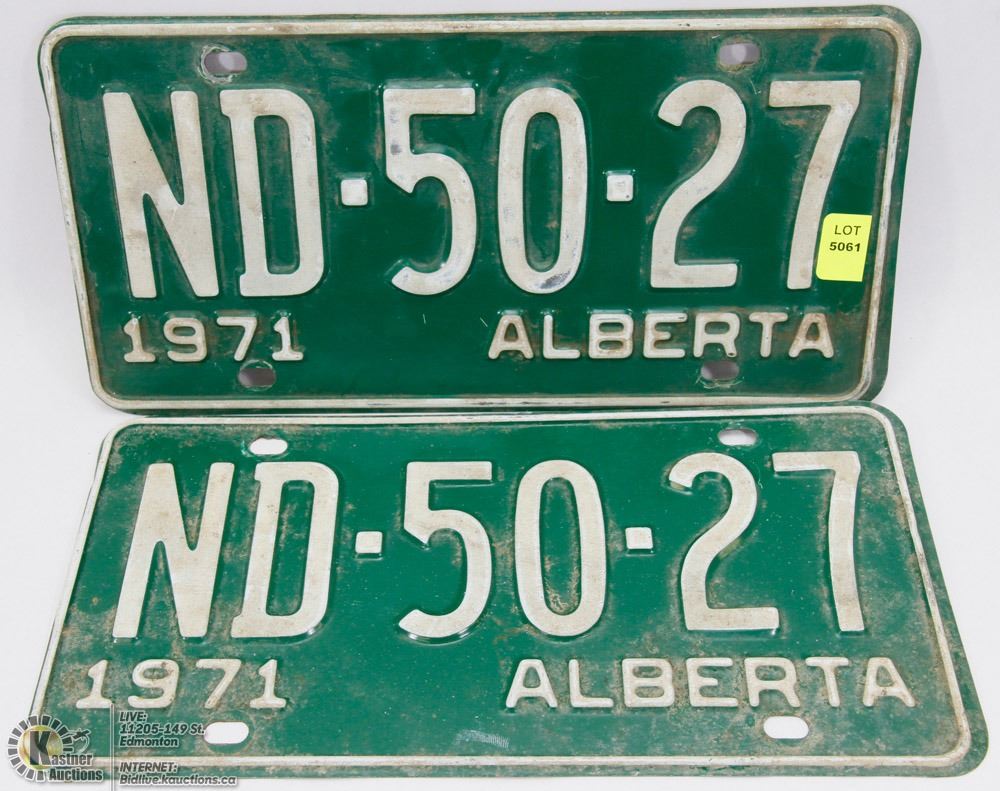 ND·50·27
LOT
5061
1971 ALBERTA
ND·50·27
1971 ALBERTA
Kastner
Auctions
LIVE:
11205-149 St.
Edmonton
INTERNET:
Bidlive.kauctions.ca